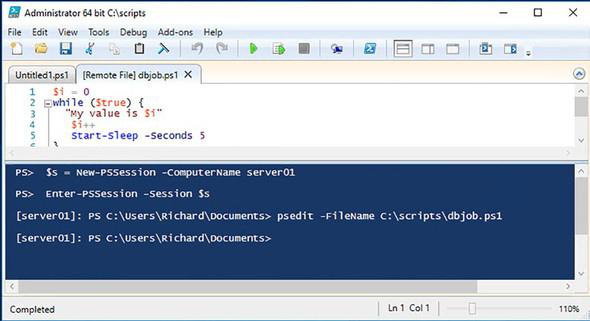 Administrator 64 bit C:\scripts
File Edit View Tools Debug Add-ons Help
Untitled1.ps1 [Remote File] dbjob.ps1 X
1 $i = 0
2 while ($true) {
3 "My value is $i"
4 $i++
5 Start-Sleep -Seconds 5
PS> $s = New-PSSession -ComputerName server01
PS> Enter-PSSession -Session $s
[server01]: PS C:\Users\Richard\Documents> psedit -FileName C:\scripts\dbjob.ps1
[server01]: PS C:\Users\Richard\Documents>
Completed Ln 1 Col 1 110%